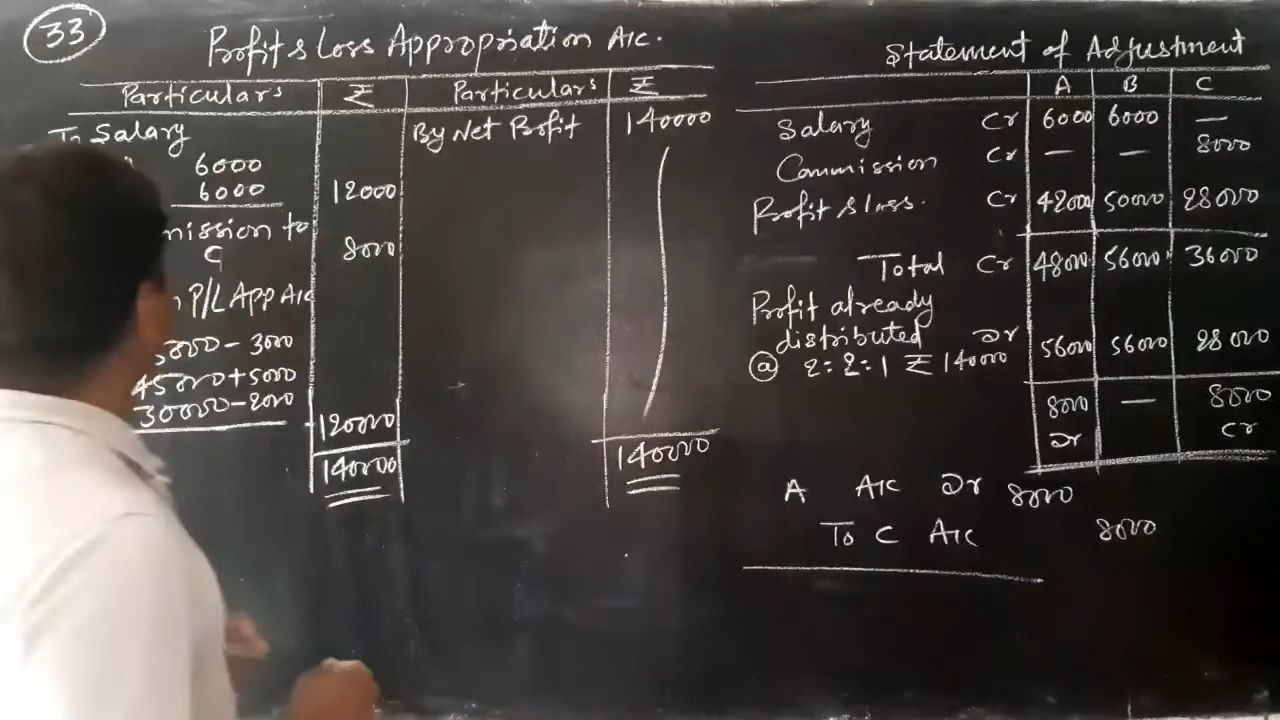 33
Profit & Loss Appropriation A/C.
Particulars ₹ Particulars ₹
To Salary By Net Profit 140000
6000
6000 12000
mission to
C 8000
P/L App A/C
000 - 3000
45000 + 5000
30000 - 2000
120000
140000 140000
Statement of Adjustment
A B C
Salary Cr 6000 6000 —
Commission Cr — — 8000
Profit & loss. Cr 42000 50000 28000
Total Cr 48000 56000 36000
Profit already
distributed Dr 56000 56000 28000
@ 2:2:1 ₹ 140000
8000 — 8000
Dr Cr
A A/C Dr 8000
To C A/C 8000